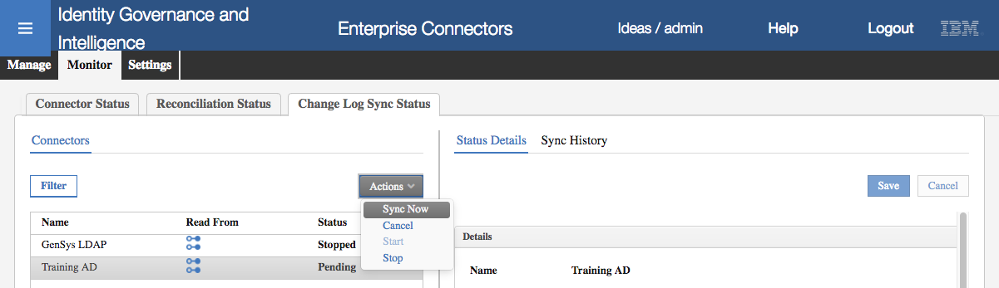 Identity Governance and
Intelligence
Enterprise Connectors
Ideas / admin
Help
Logout
IBM
Manage
Monitor
Settings
Connector Status
Reconciliation Status
Change Log Sync Status
Connectors
Status Details
Sync History
Filter
Actions
Save
Cancel
Sync Now
Cancel
Start
Stop
Name Read From Status
GenSys LDAP Stopped
Training AD Pending
Details
Name Training AD